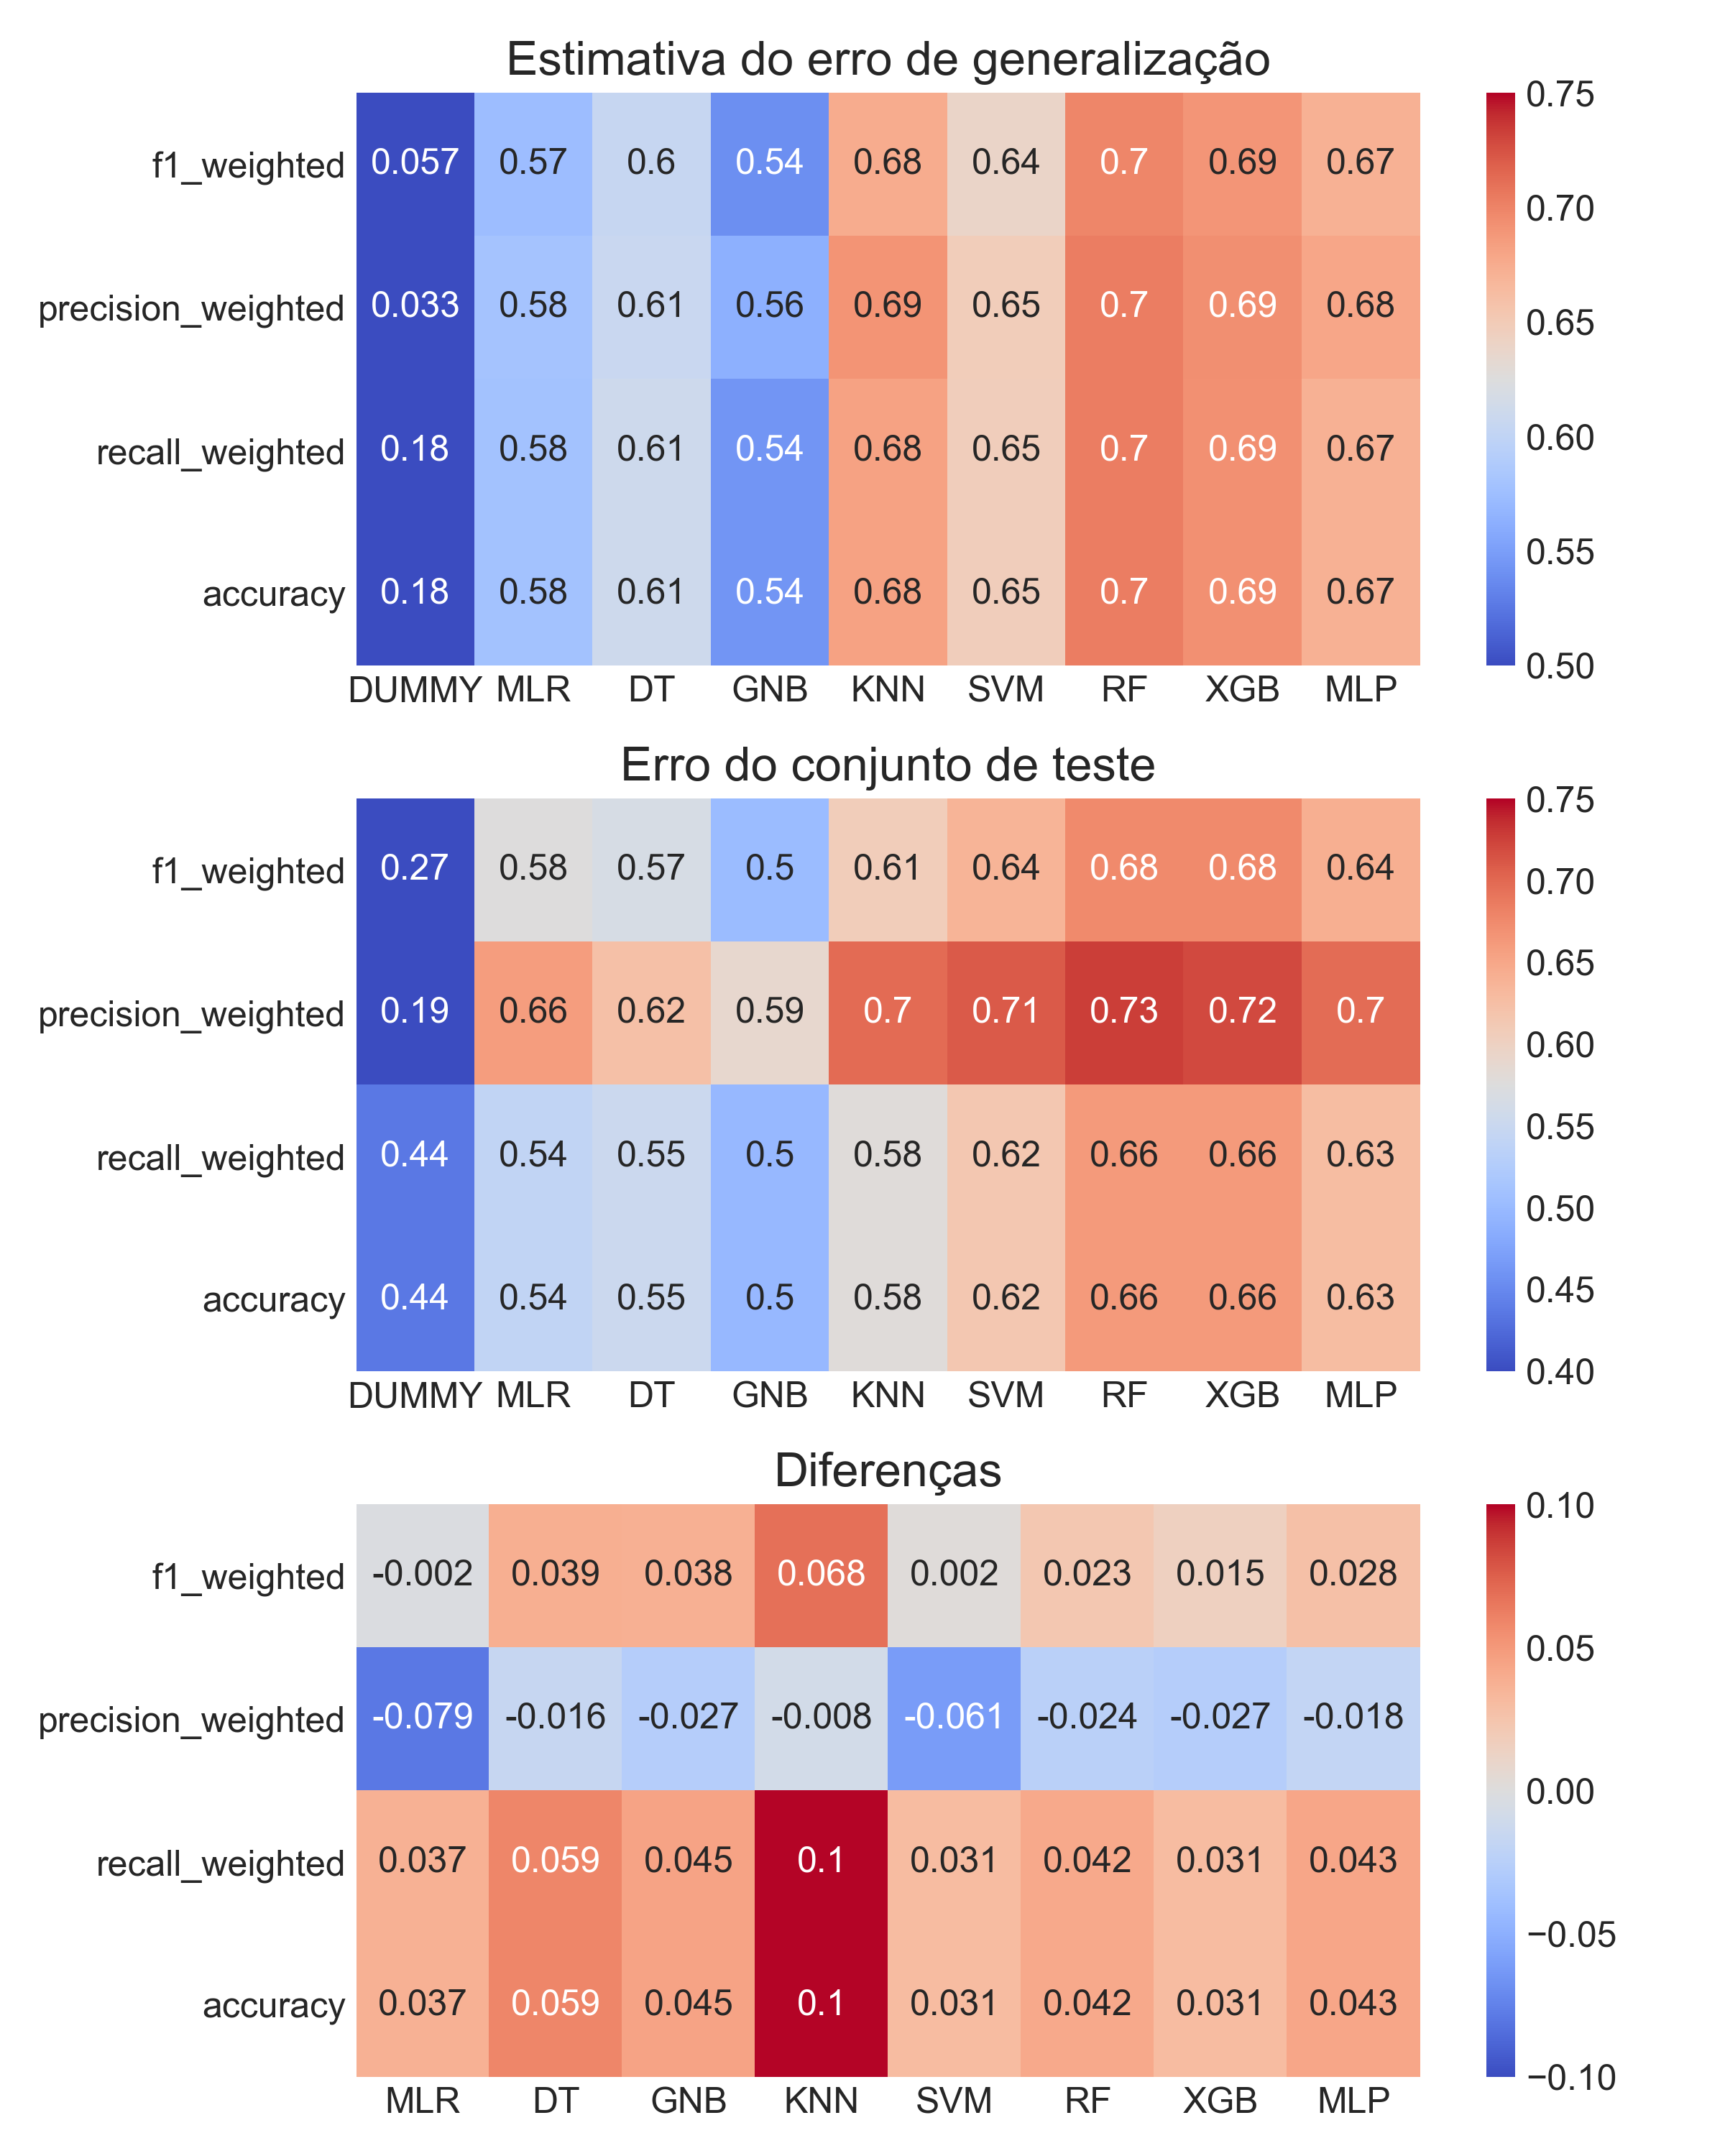 Estimativa do erro de generalização
f1_weighted 0.057 0.57 0.6 0.54 0.68 0.64 0.7 0.69 0.67
precision_weighted 0.033 0.58 0.61 0.56 0.69 0.65 0.7 0.69 0.68
recall_weighted 0.18 0.58 0.61 0.54 0.68 0.65 0.7 0.69 0.67
accuracy 0.18 0.58 0.61 0.54 0.68 0.65 0.7 0.69 0.67
DUMMY MLR DT GNB KNN SVM RF XGB MLP
0.75
0.70
0.65
0.60
0.55
0.50
Erro do conjunto de teste
f1_weighted 0.27 0.58 0.57 0.5 0.61 0.64 0.68 0.68 0.64
precision_weighted 0.19 0.66 0.62 0.59 0.7 0.71 0.73 0.72 0.7
recall_weighted 0.44 0.54 0.55 0.5 0.58 0.62 0.66 0.66 0.63
accuracy 0.44 0.54 0.55 0.5 0.58 0.62 0.66 0.66 0.63
DUMMY MLR DT GNB KNN SVM RF XGB MLP
0.75
0.70
0.65
0.60
0.55
0.50
0.45
0.40
Diferenças
f1_weighted -0.002 0.039 0.038 0.068 0.002 0.023 0.015 0.028
precision_weighted -0.079 -0.016 -0.027 -0.008 -0.061 -0.024 -0.027 -0.018
recall_weighted 0.037 0.059 0.045 0.1 0.031 0.042 0.031 0.043
accuracy 0.037 0.059 0.045 0.1 0.031 0.042 0.031 0.043
MLR DT GNB KNN SVM RF XGB MLP
0.10
0.05
0.00
−0.05
−0.10